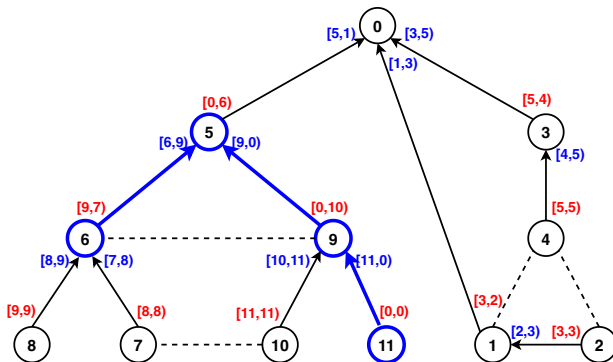 0
[5,1) [3,5)
[1,3)
[0,6) [5,4)
5 3
[6,9) [9,0) [4,5)
[9,7) [0,10) [5,5)
6 9 4
[8,9) [7,8) [10,11) [11,0)
[9,9) [8,8) [11,11) [0,0) [3,2) [2,3) [3,3)
8 7 10 11 1 2